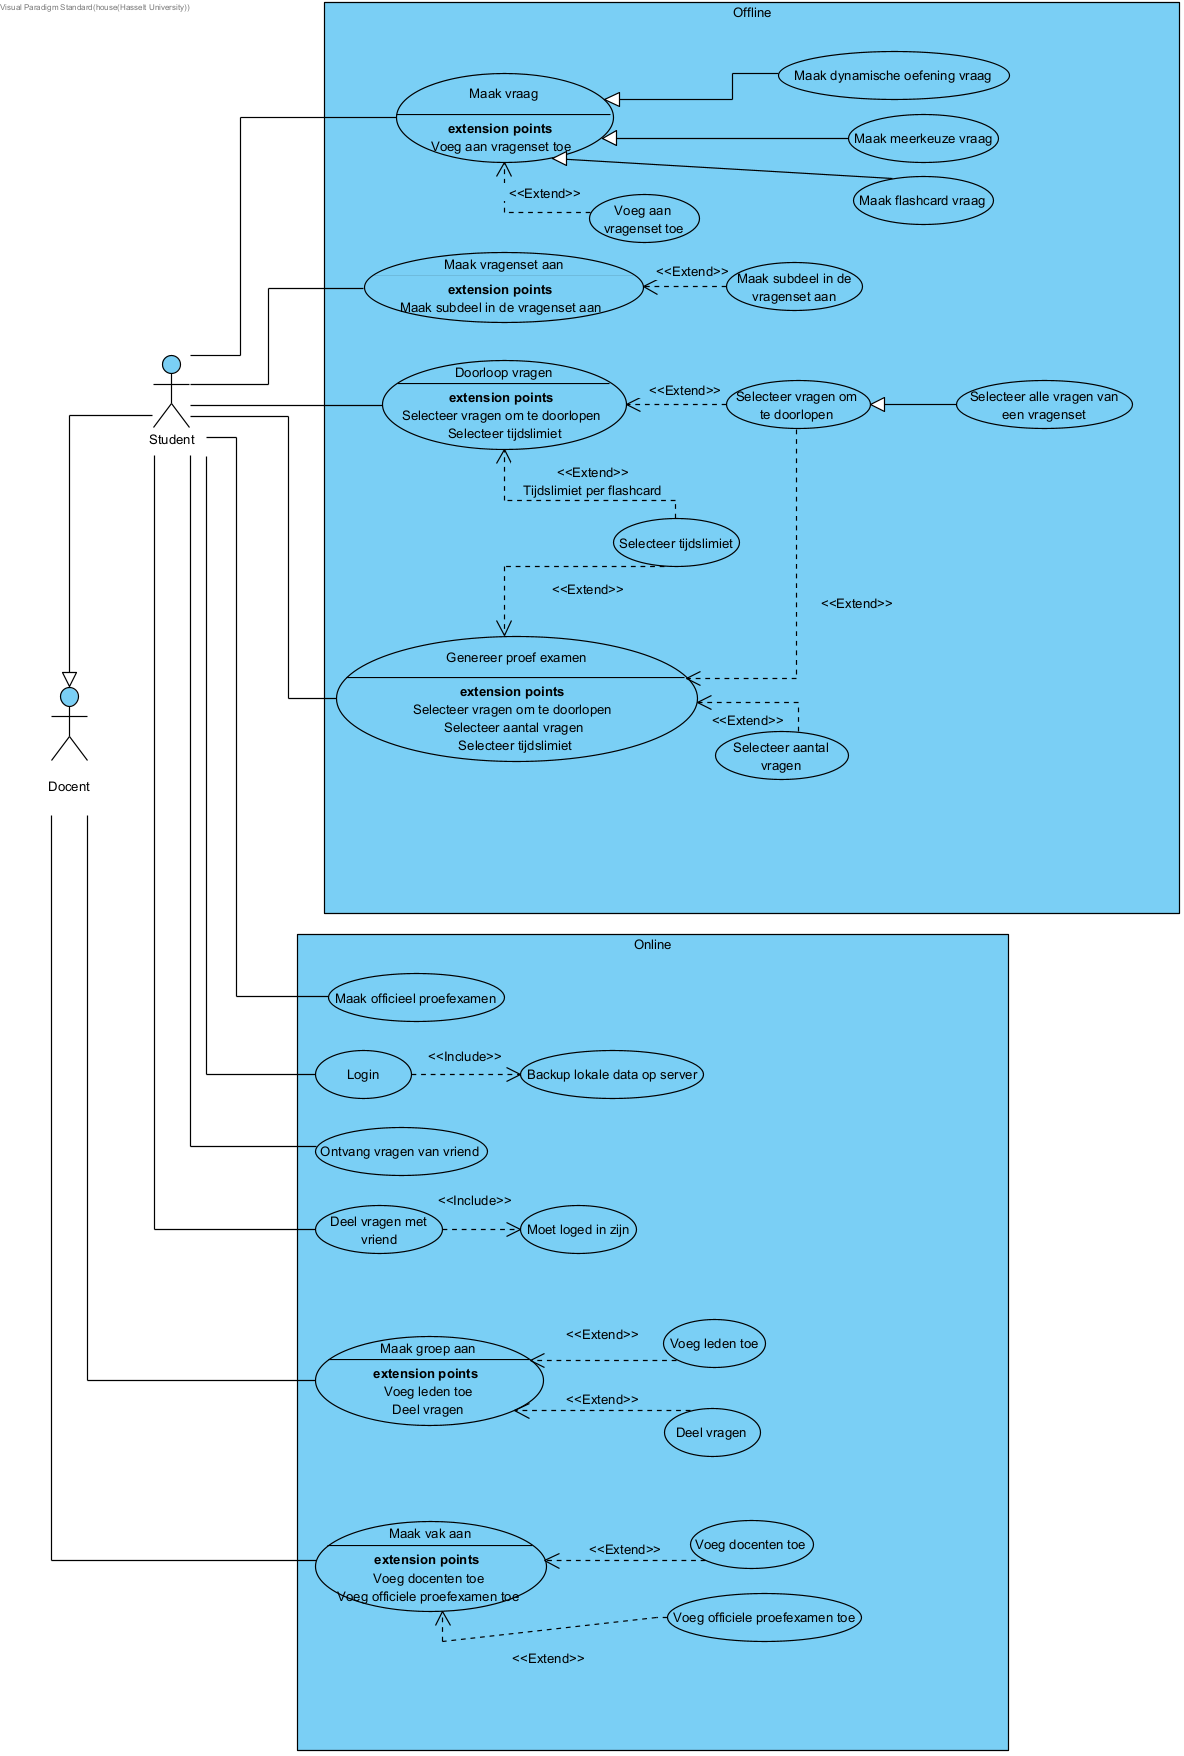 Visual Paradigm Standard(house(Hasselt University))
Offline
Maak vraag
extension points
Voeg aan vragenset toe
Maak dynamische oefening vraag
Maak meerkeuze vraag
Maak flashcard vraag
<<Extend>>
Voeg aan
vragenset toe
Maak vragenset aan
extension points
Maak subdeel in de vragenset aan
<<Extend>>
Maak subdeel in de
vragenset aan
Student
Doorloop vragen
extension points
Selecteer vragen om te doorlopen
Selecteer tijdslimiet
<<Extend>>
Selecteer vragen om
te doorlopen
Selecteer alle vragen van
een vragenset
<<Extend>>
Tijdslimiet per flashcard
Selecteer tijdslimiet
<<Extend>>
<<Extend>>
Genereer proef examen
extension points
Selecteer vragen om te doorlopen
Selecteer aantal vragen
Selecteer tijdslimiet
<<Extend>>
Selecteer aantal
vragen
Docent
Online
Maak officieel proefexamen
Login
<<Include>>
Backup lokale data op server
Ontvang vragen van vriend
Deel vragen met
vriend
<<Include>>
Moet loged in zijn
Maak groep aan
extension points
Voeg leden toe
Deel vragen
<<Extend>>
Voeg leden toe
<<Extend>>
Deel vragen
Maak vak aan
extension points
Voeg docenten toe
Voeg officiele proefexamen toe
<<Extend>>
Voeg docenten toe
Voeg officiele proefexamen toe
<<Extend>>